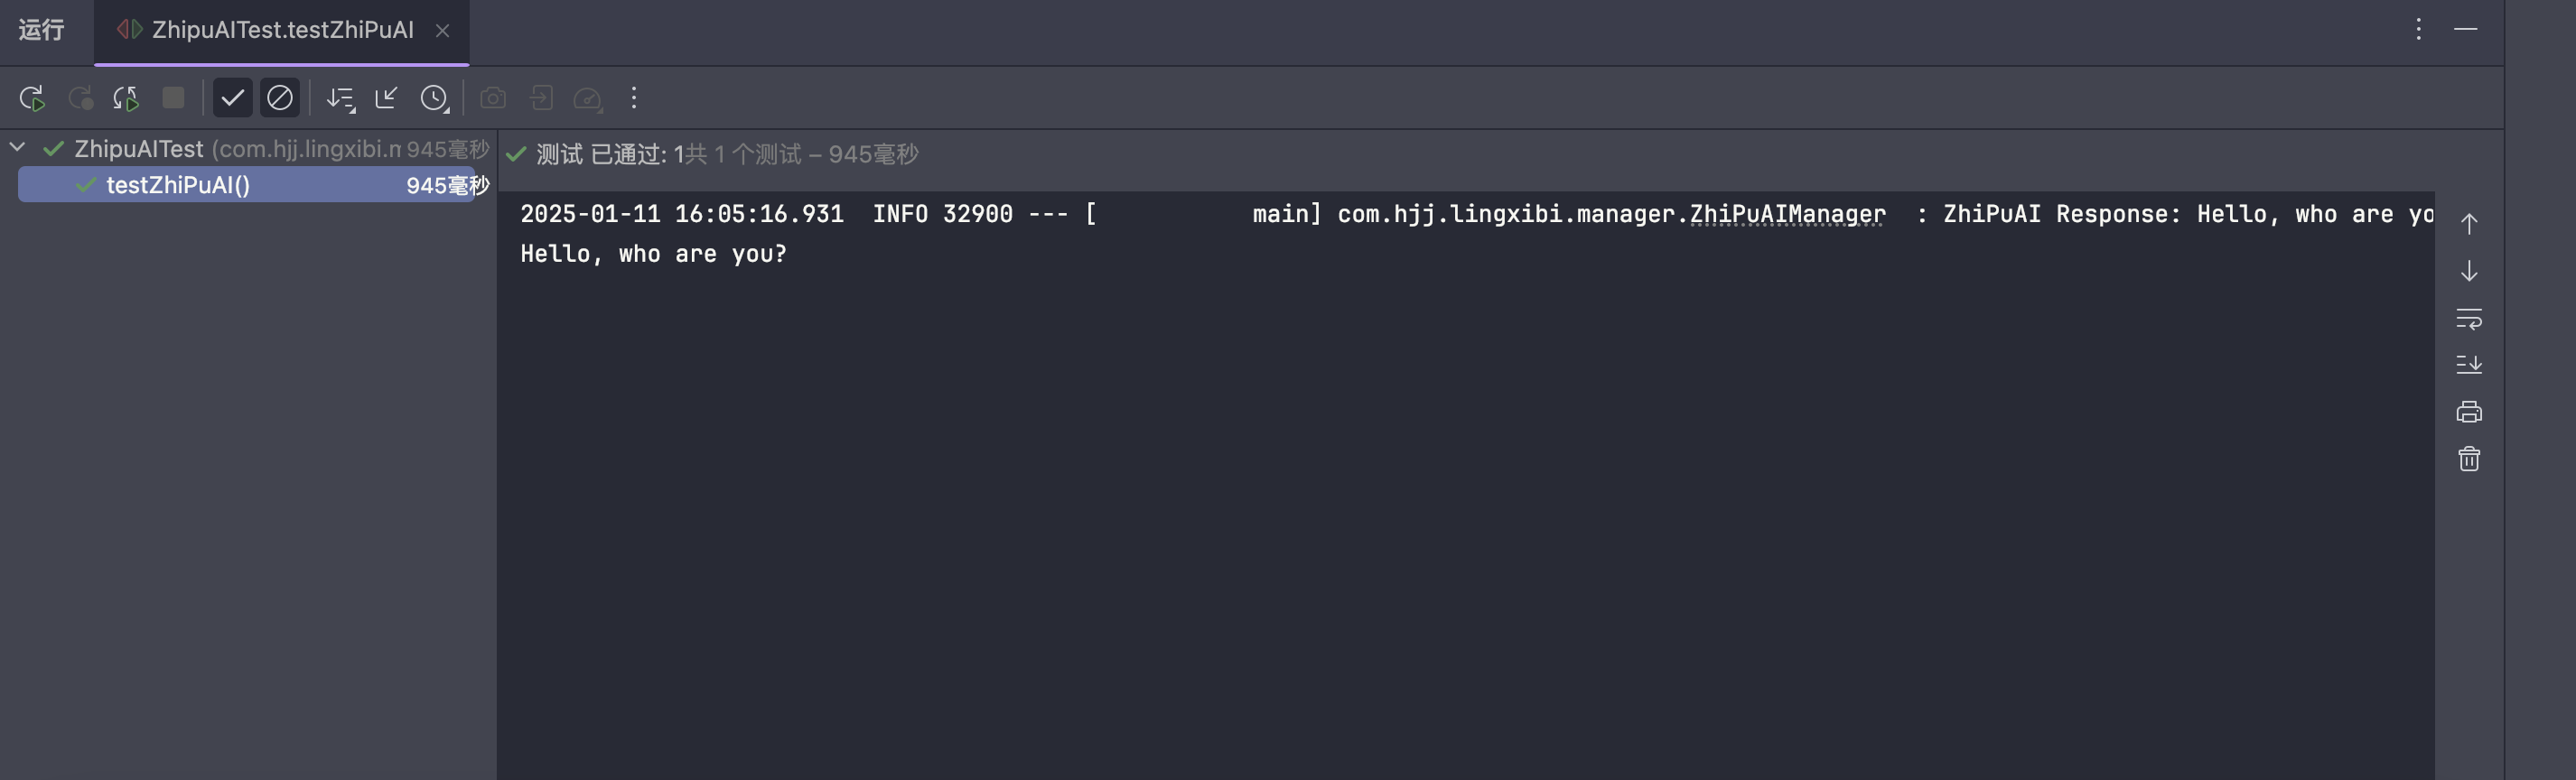 运行
ZhipuAITest.testZhiPuAI
ZhipuAITest (com.hjj.lingxibi.m 945毫秒
testZhiPuAI() 945毫秒
测试 已通过: 1共 1 个测试 – 945毫秒
2025-01-11 16:05:16.931  INFO 32900 --- [           main] com.hjj.lingxibi.manager.ZhiPuAIManager  : ZhiPuAI Response: Hello, who are yo
Hello, who are you?